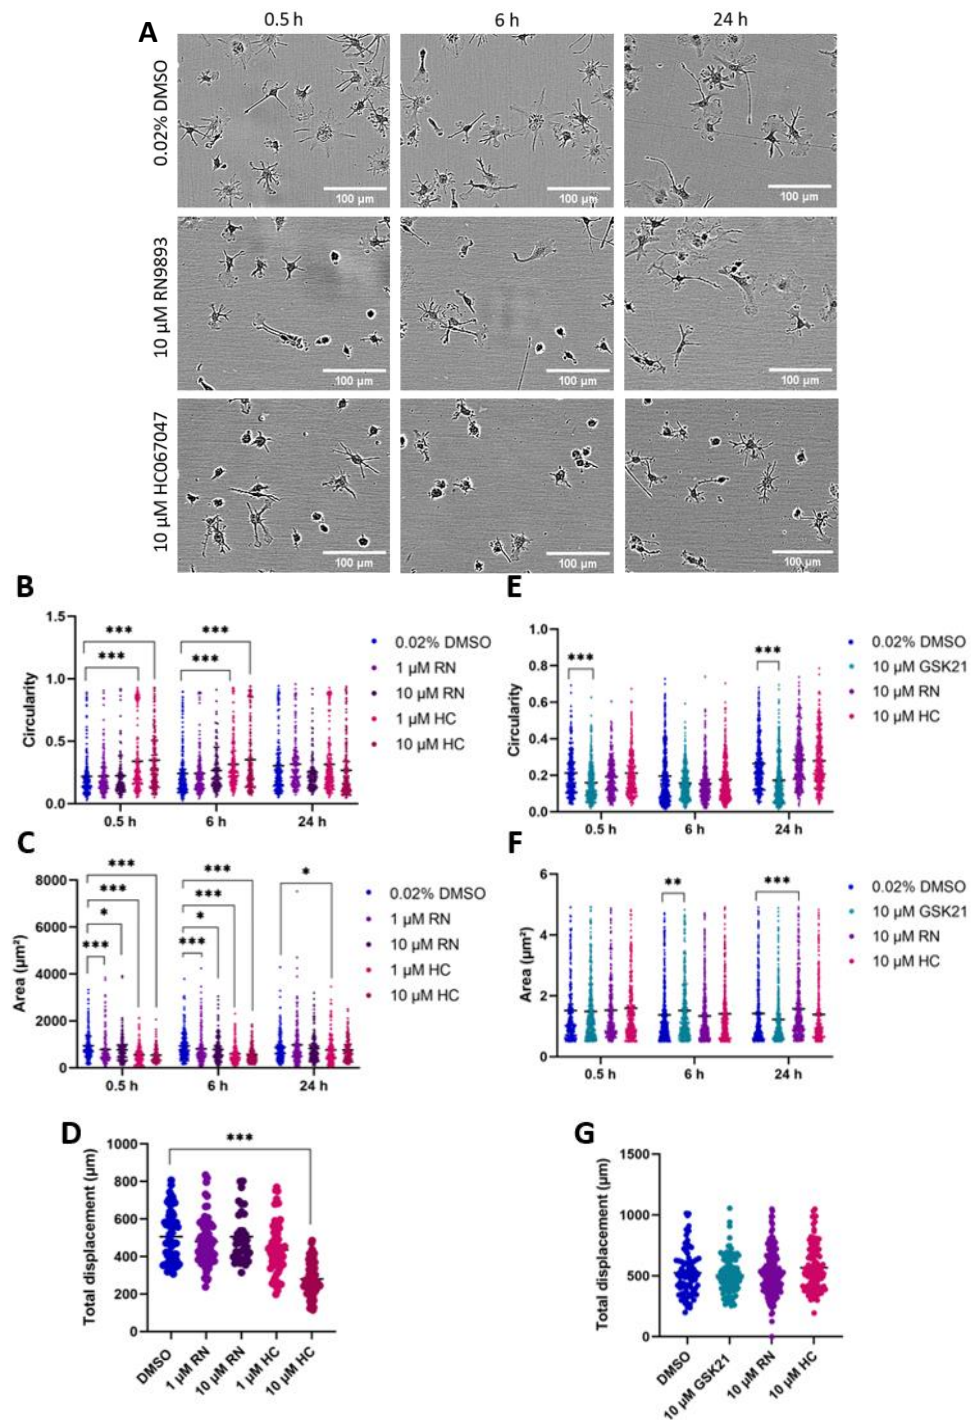 A
0.5 h
6 h
24 h
0.02% DMSO
100 µm
100 µm
100 µm
10 µM RN9893
100 µm
100 µm
100 µm
10 µM HC067047
100 µm
100 µm
100 µm
B
Circularity
1.5
1.0
0.5
0.0
*** ***
*** ***
0.5 h 6 h 24 h
0.02% DMSO
1 µM RN
10 µM RN
1 µM HC
10 µM HC
E
Circularity
1.0
0.8
0.6
0.4
0.2
0.0
*** ***
0.5 h 6 h 24 h
0.02% DMSO
10 µM GSK21
10 µM RN
10 µM HC
C
Area (µm²)
8000
6000
4000
2000
0
***
***
*
***
***
***
*
***
*
0.5 h 6 h 24 h
0.02% DMSO
1 µM RN
10 µM RN
1 µM HC
10 µM HC
F
Area (µm²)
6
4
2
0
** ***
0.5 h 6 h 24 h
0.02% DMSO
10 µM GSK21
10 µM RN
10 µM HC
D
Total displacement (µm)
1000
800
600
400
200
0
***
DMSO
1 µM RN
10 µM RN
1 µM HC
10 µM HC
G
Total displacement (µm)
1500
1000
500
0
DMSO
10 µM GSK21
10 µM RN
10 µM HC